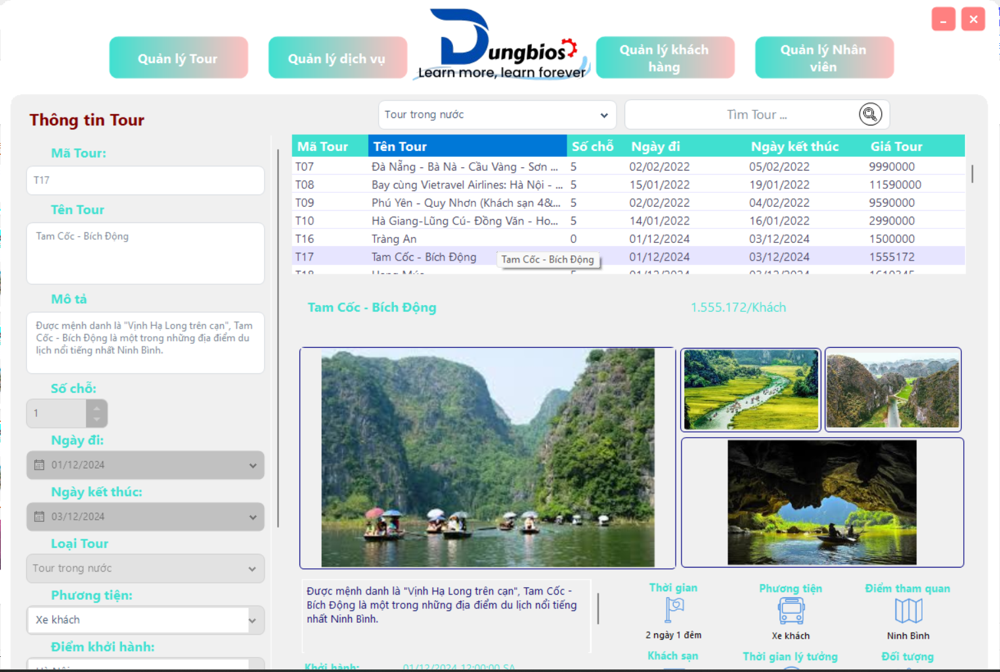 Quản lý Tour
Quản lý dịch vụ
Dungbios
Learn more, learn forever
Quản lý khách
hàng
Quản lý Nhân
viên
Thông tin Tour
Mã Tour:
T17
Tên Tour
Tam Cốc - Bích Động
Mô tả
Được mệnh danh là "Vịnh Hạ Long trên cạn", Tam
Cốc - Bích Động là một trong những địa điểm du
lịch nổi tiếng nhất Ninh Bình.
Số chỗ:
1
Ngày đi:
01/12/2024
Ngày kết thúc:
03/12/2024
Loại Tour
Tour trong nước
Phương tiện:
Xe khách
Điểm khởi hành:
Hà Nội
Tour trong nước
Tìm Tour ...
Mã Tour Tên Tour Số chỗ Ngày đi Ngày kết thúc Giá Tour
T07 Đà Nẵng - Bà Nà - Cầu Vàng - Sơn ... 5 02/02/2022 05/02/2022 9990000
T08 Bay cùng Vietravel Airlines: Hà Nội - ... 5 15/01/2022 19/01/2022 11590000
T09 Phú Yên - Quy Nhơn (Khách sạn 4&... 5 02/02/2022 04/02/2022 9590000
T10 Hà Giang-Lũng Cú- Đồng Văn - Ho... 5 14/01/2022 16/01/2022 2990000
T16 Tràng An 0 01/12/2024 03/12/2024 1500000
T17 Tam Cốc - Bích Động 01/12/2024 03/12/2024 1555172
Tam Cốc - Bích Động
T18 Hang Múa 5 01/12/2024 03/12/2024 1610345
Tam Cốc - Bích Động
1.555.172/Khách
Được mệnh danh là "Vịnh Hạ Long trên cạn", Tam Cốc -
Bích Động là một trong những địa điểm du lịch nổi tiếng
nhất Ninh Bình.
Thời gian
2 ngày 1 đêm
Phương tiện
Xe khách
Điểm tham quan
Ninh Bình
Khách sạn
Thời gian lý tưởng
Đối tượng
Khởi hành:
01/12/2024 12:00:00 SA